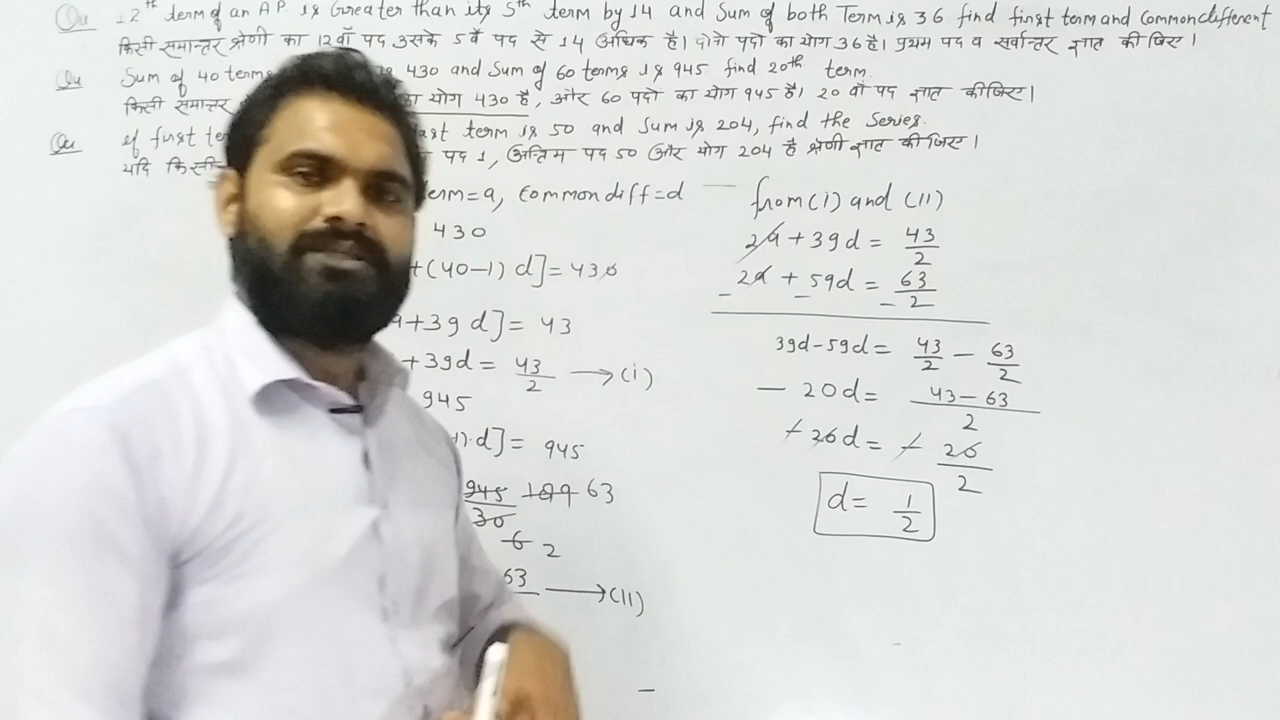 Qu 12th term of an AP is Greater than its 5th term by 14 and Sum of both Term is 36 find first term and Common different
किसी समान्तर श्रेणी का 12वाँ पद उसके 5वें पद से 14 अधिक है। दोनो पदो का योग 36 है। प्रथम पद व सर्वान्तर ज्ञात कीजिए।
Qu Sum of 40 terms 430 and Sum of 60 terms is 945 find 20th term.
किसी समान्तर का योग 430 है, और 60 पदो का योग 945 है। 20 वाँ पद ज्ञात कीजिए।
Qu if first last term is 50 and Sum is 204, find the Series.
यदि किसी पद 1, अन्तिम पद 50 और योग 204 है श्रेणी ज्ञात कीजिए।
erm=a, Common diff=d
430
+(40-1) d]= 430
+39d]= 43
+39d= 43/2 →(i)
945
1).d]= 945
945/30 189 63
6 2
63 →(II)
from (i) and (II)
2a+39d= 43/2
2a+59d= 63/2
- - -
39d-59d= 43/2 - 63/2
- 20d= 43-63/2
+20d= + 20/2
d= 1/2